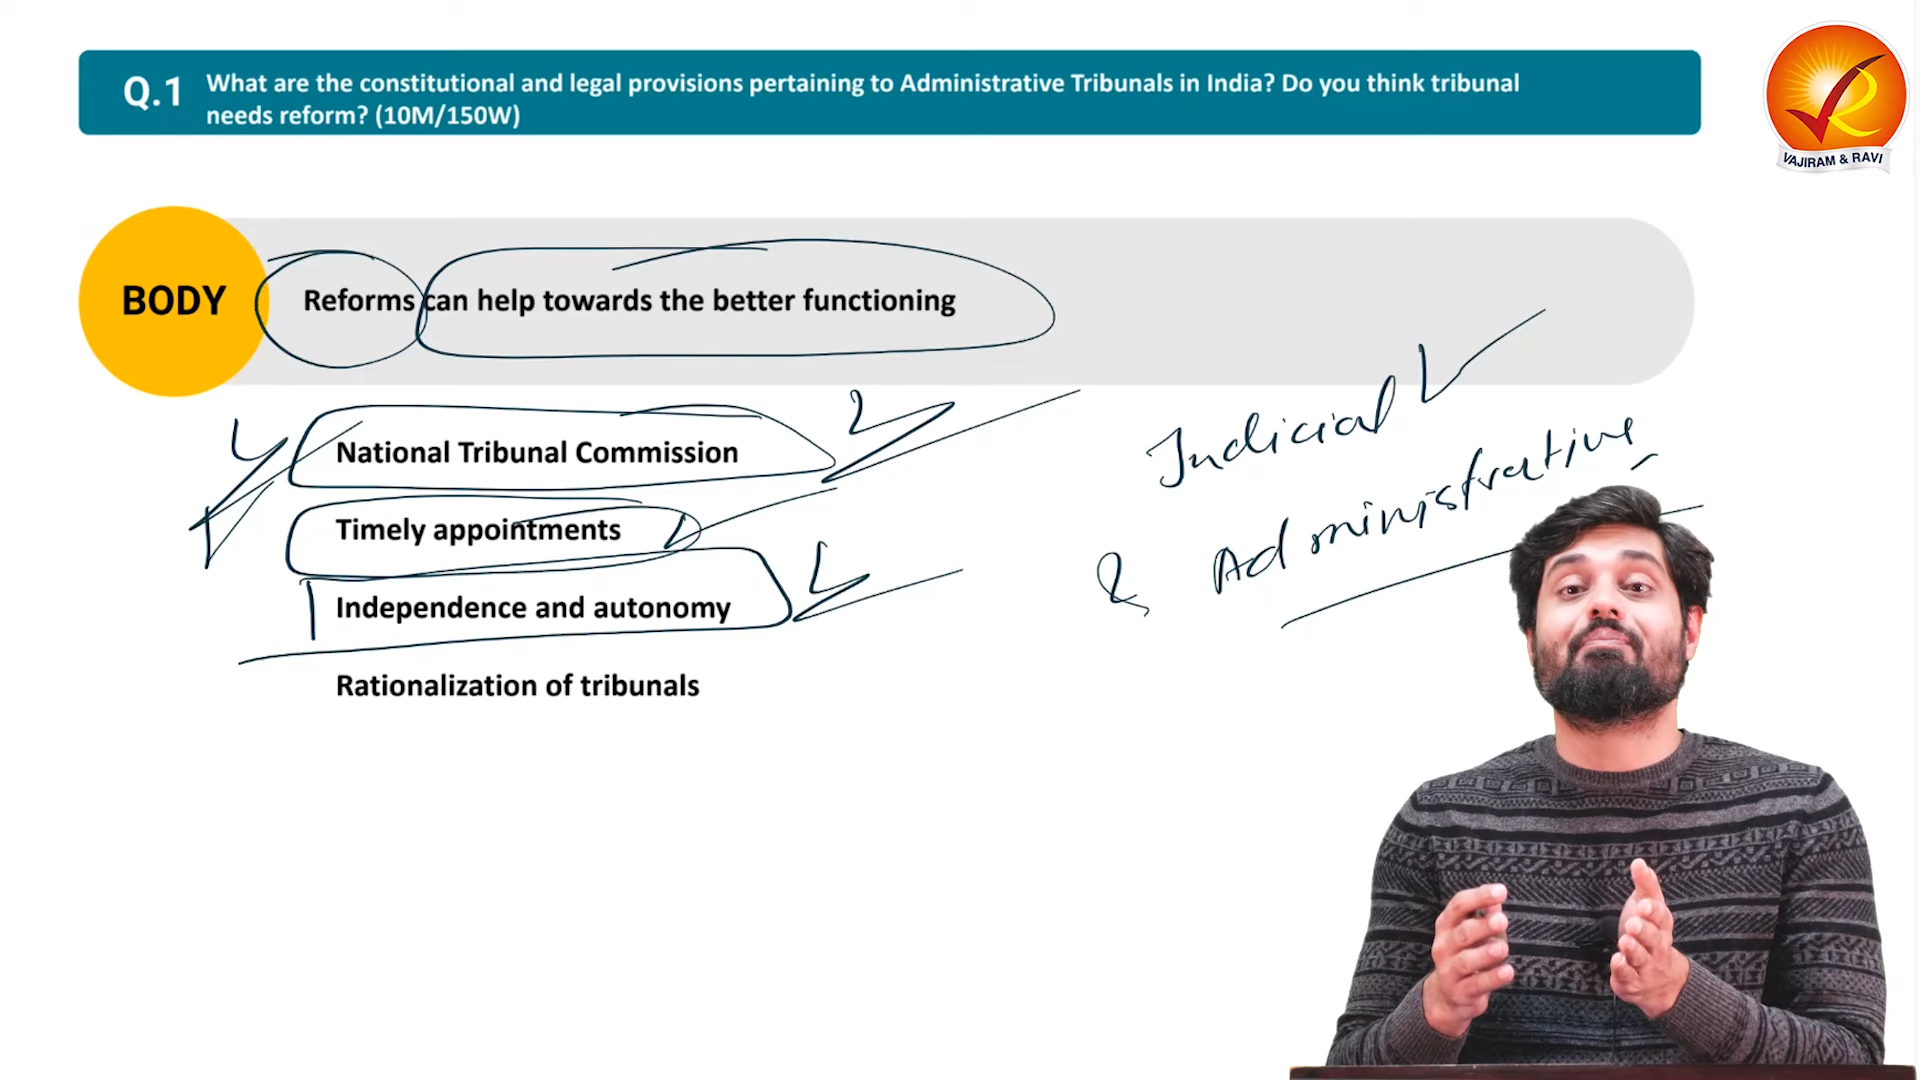 Q.1 What are the constitutional and legal provisions pertaining to Administrative Tribunals in India? Do you think tribunal
needs reform? (10M/150W)
VAJIRAM & RAVI
BODY
Reforms can help towards the better functioning
National Tribunal Commission
Timely appointments
Independence and autonomy
Rationalization of tribunals
Judicial
& Administrative